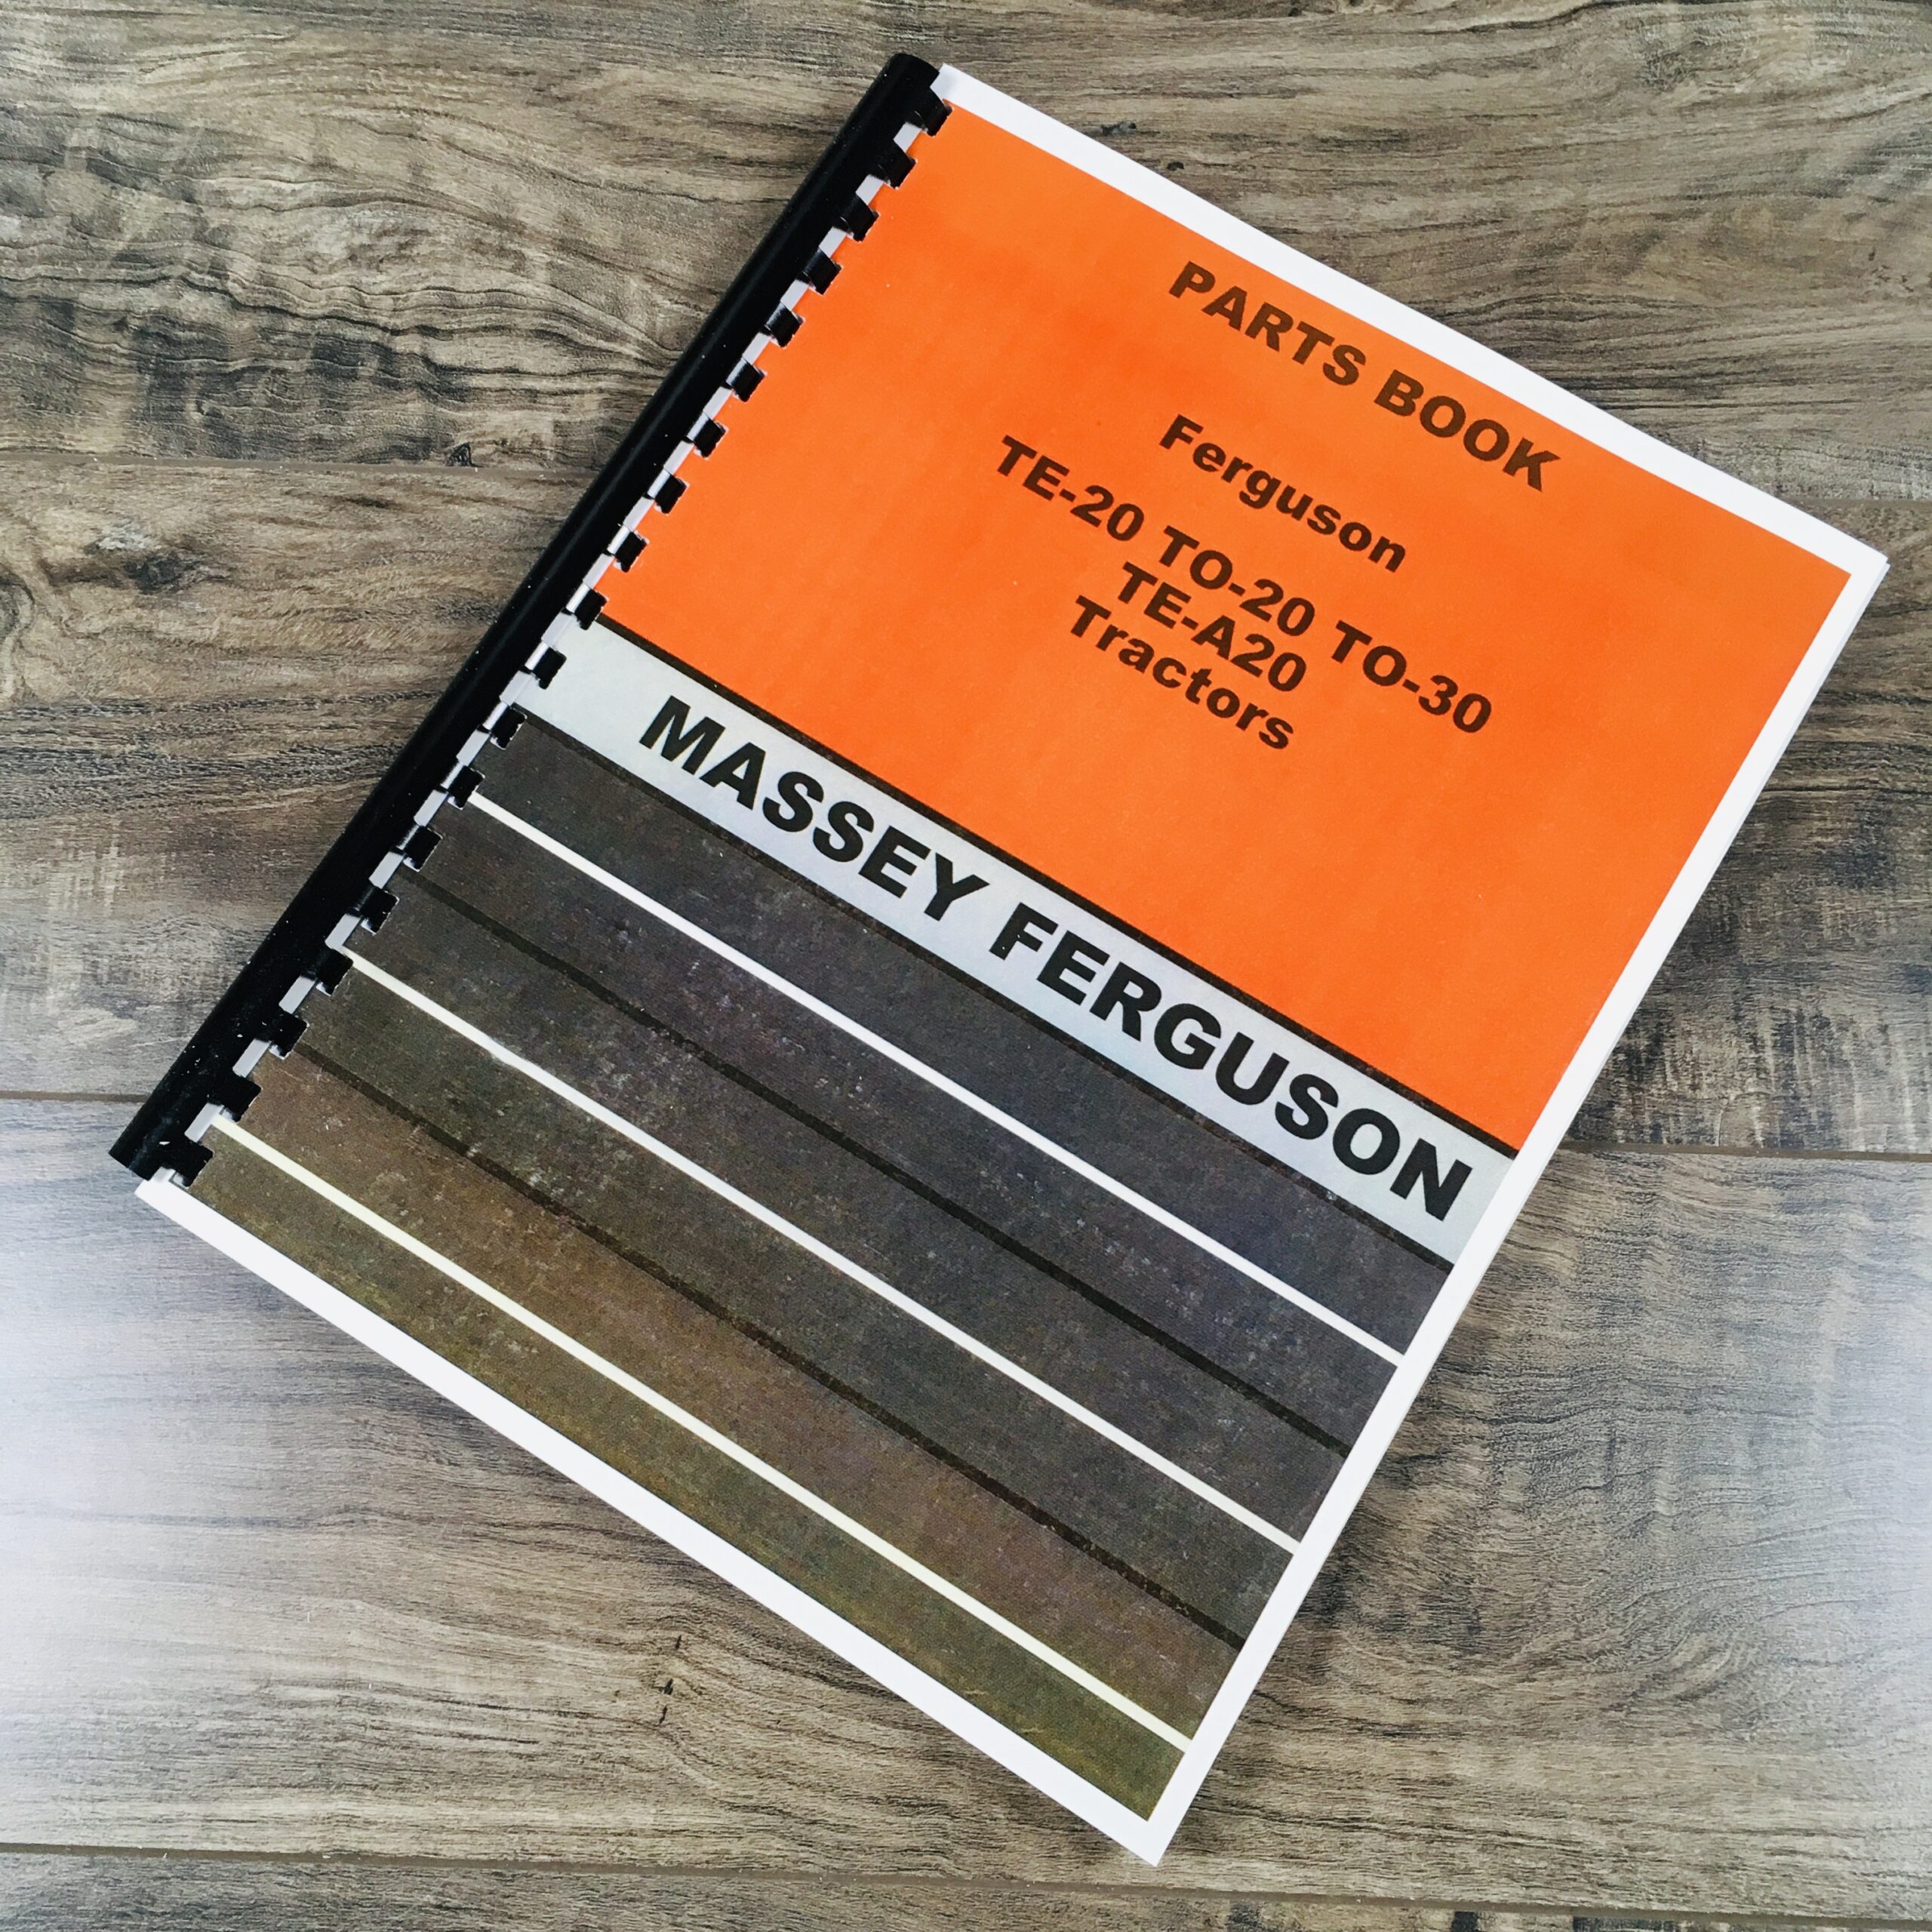 PARTS BOOK
Ferguson
TE-20 TO-20 TO-30
TE-A20
Tractors
MASSEY FERGUSON